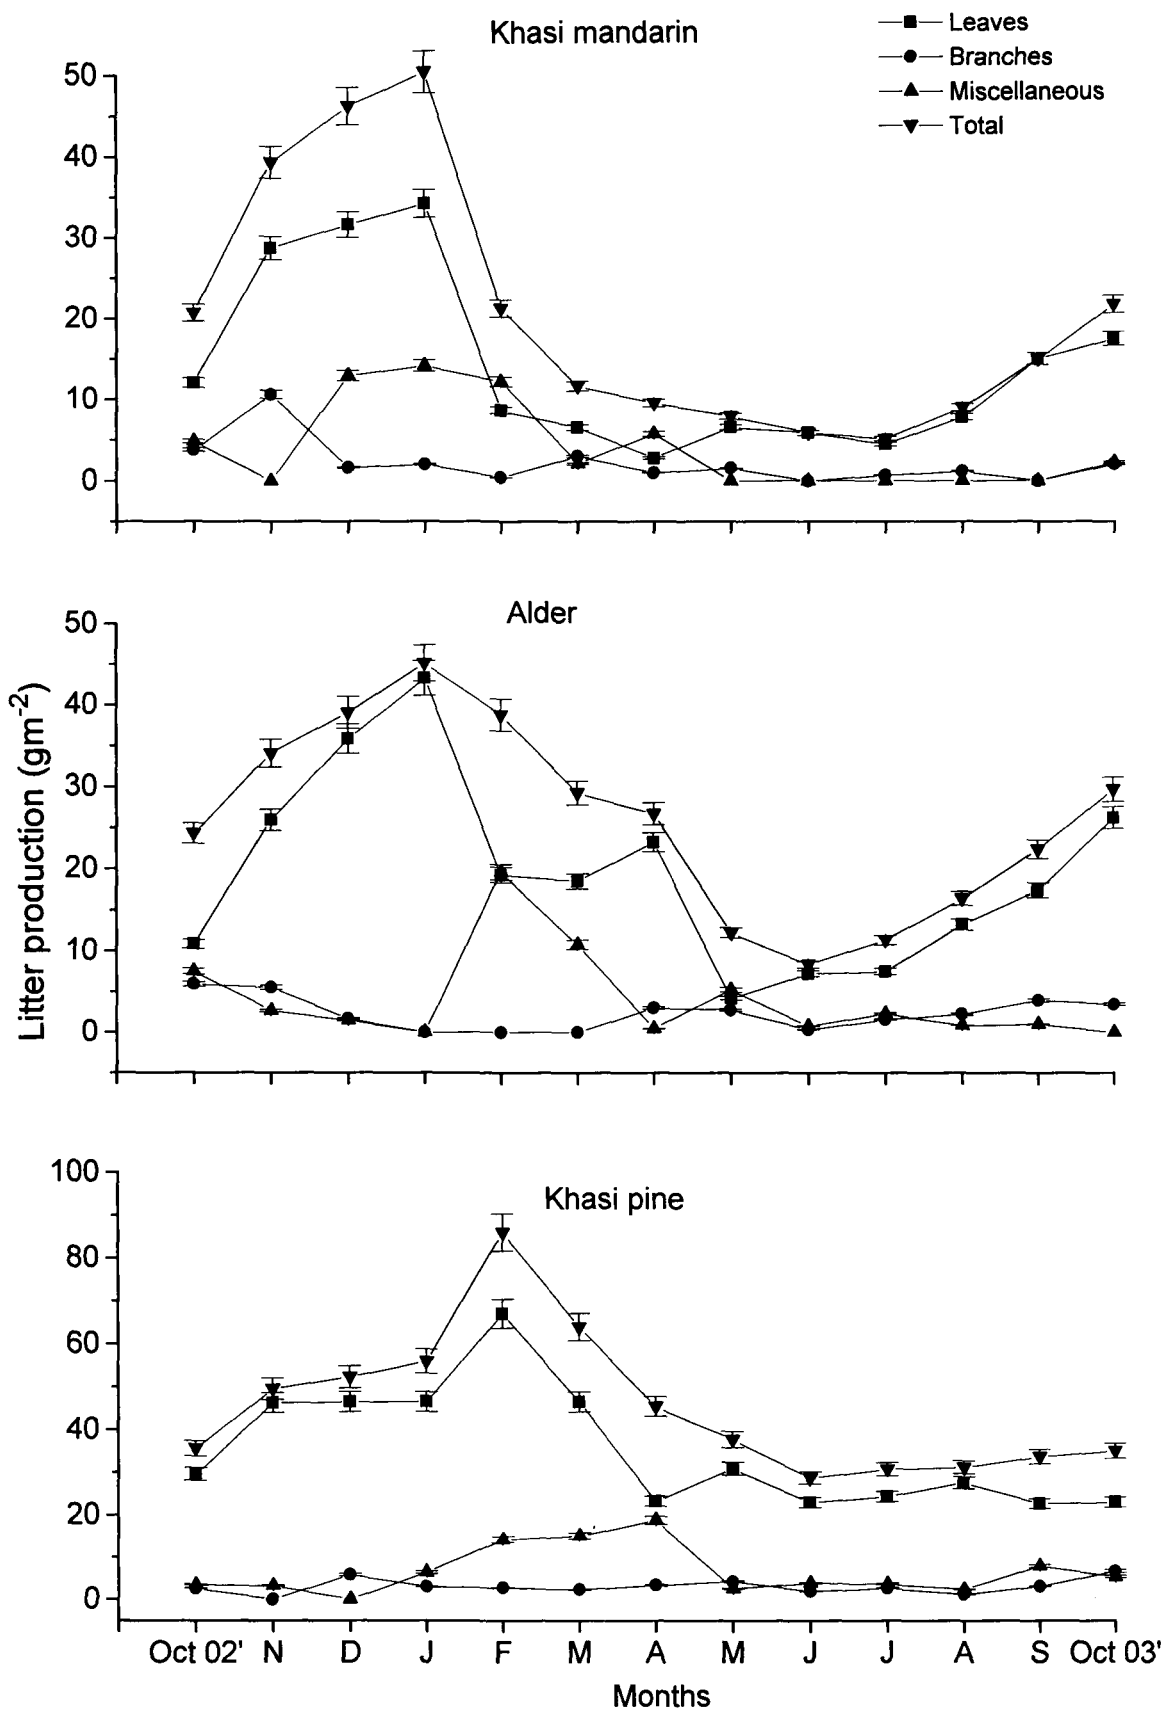 Khasi mandarin
Leaves
Branches
Miscellaneous
Total
50
40
30
20
10
0
Alder
50
40
30
20
10
0
Litter production (gm-2)
Khasi pine
100
80
60
40
20
0
Oct 02' N D J F M A M J J A S Oct 03'
Months